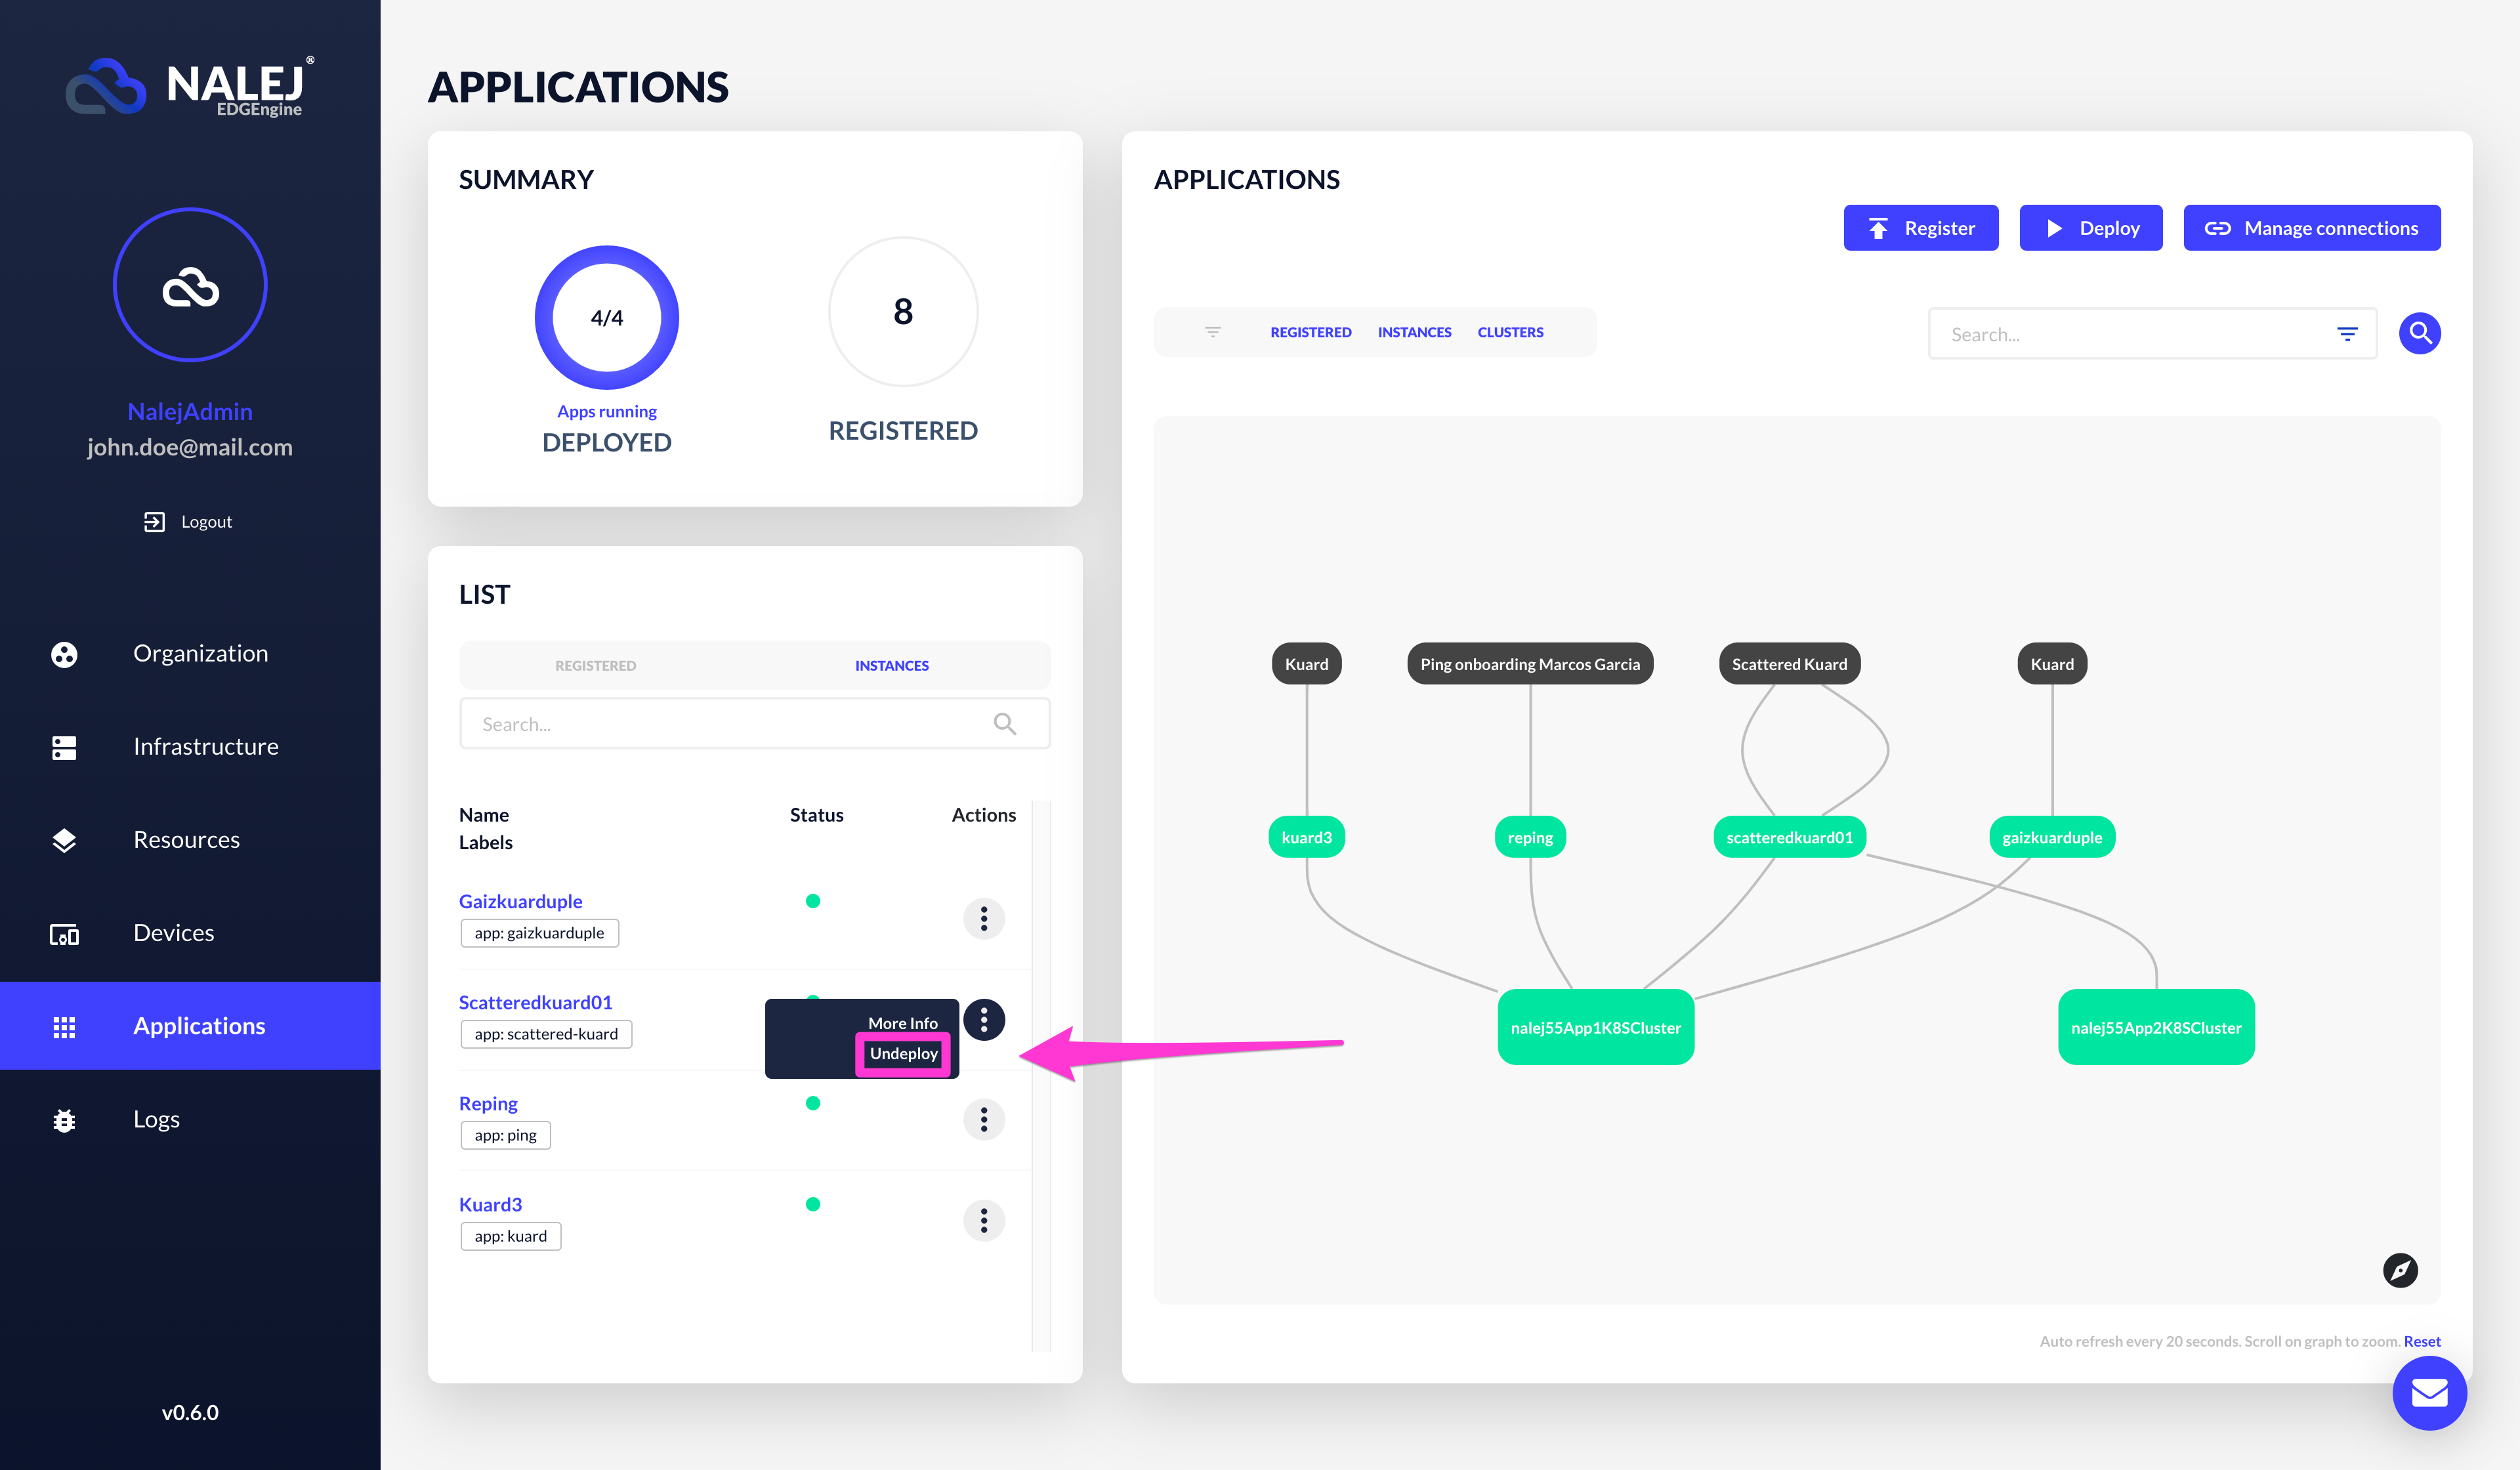 NALEJ®
EDGEngine
NalejAdmin
john.doe@mail.com
Logout
Organization
Infrastructure
Resources
Devices
Applications
Logs
v0.6.0
APPLICATIONS
SUMMARY
4/4
Apps running
DEPLOYED
8
REGISTERED
LIST
REGISTERED INSTANCES
Search...
Name Status Actions
Labels
Gaizkuarduple
app: gaizkuarduple
Scatteredkuard01
app: scattered-kuard
More Info
Undeploy
Reping
app: ping
Kuard3
app: kuard
APPLICATIONS
Register Deploy Manage connections
REGISTERED INSTANCES CLUSTERS
Search...
Kuard Ping onboarding Marcos Garcia Scattered Kuard Kuard
kuard3 reping scatteredkuard01 gaizkuarduple
nalej55App1K8SCluster nalej55App2K8SCluster
Auto refresh every 20 seconds. Scroll on graph to zoom. Reset